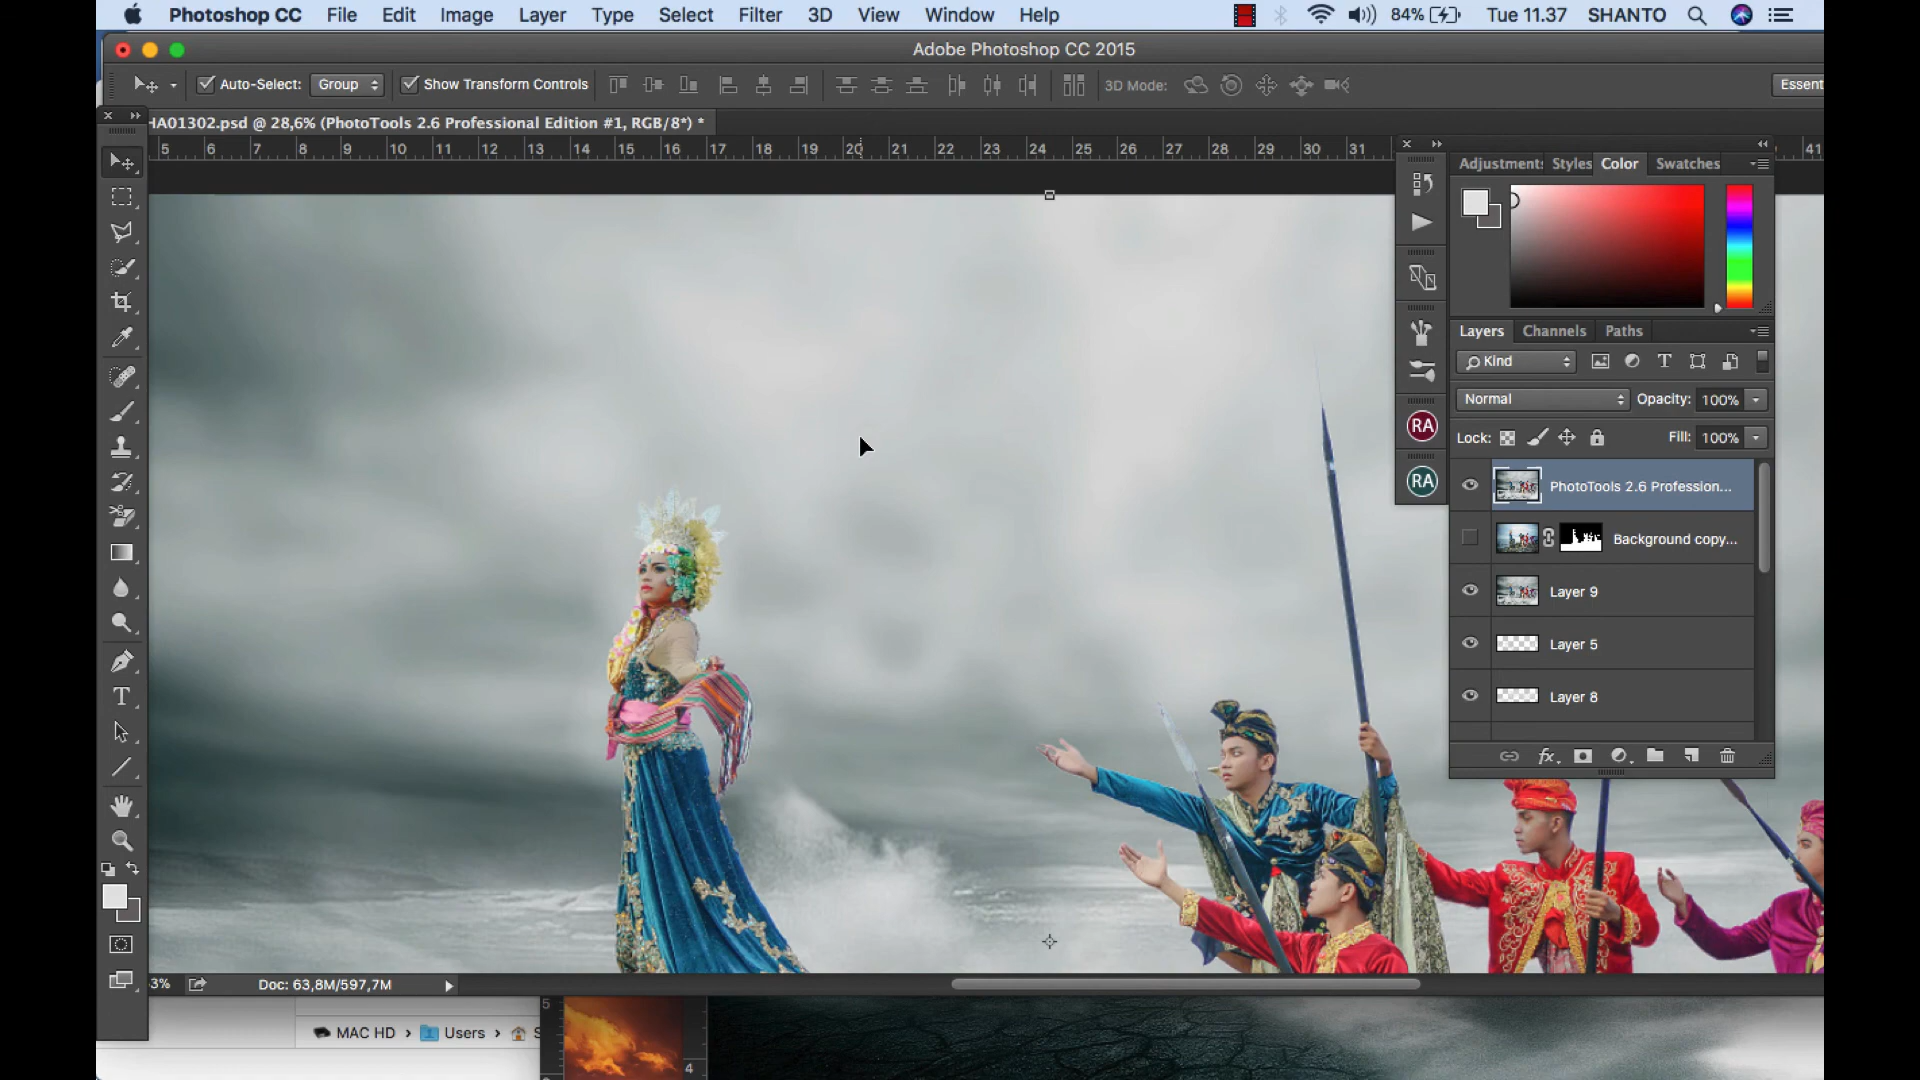 Photoshop CC File Edit Image Layer Type Select Filter 3D View Window Help 84% Tue 11.37 SHANTO
Adobe Photoshop CC 2015
Auto-Select: Group Show Transform Controls 3D Mode: Essent
HA01302.psd @ 28,6% (PhotoTools 2.6 Professional Edition #1, RGB/8*) *
5 6 7 8 9 10 11 12 13 14 15 16 17 18 19 20 21 22 23 24 25 26 27 28 29 30 31 41
Adjustments Styles Color Swatches
Layers Channels Paths
Kind
Normal Opacity: 100%
Lock: Fill: 100%
RA
RA
PhotoTools 2.6 Profession...
Background copy...
Layer 9
Layer 5
Layer 8
fx
3% Doc: 63,8M/597,7M
5
MAC HD Users S
4